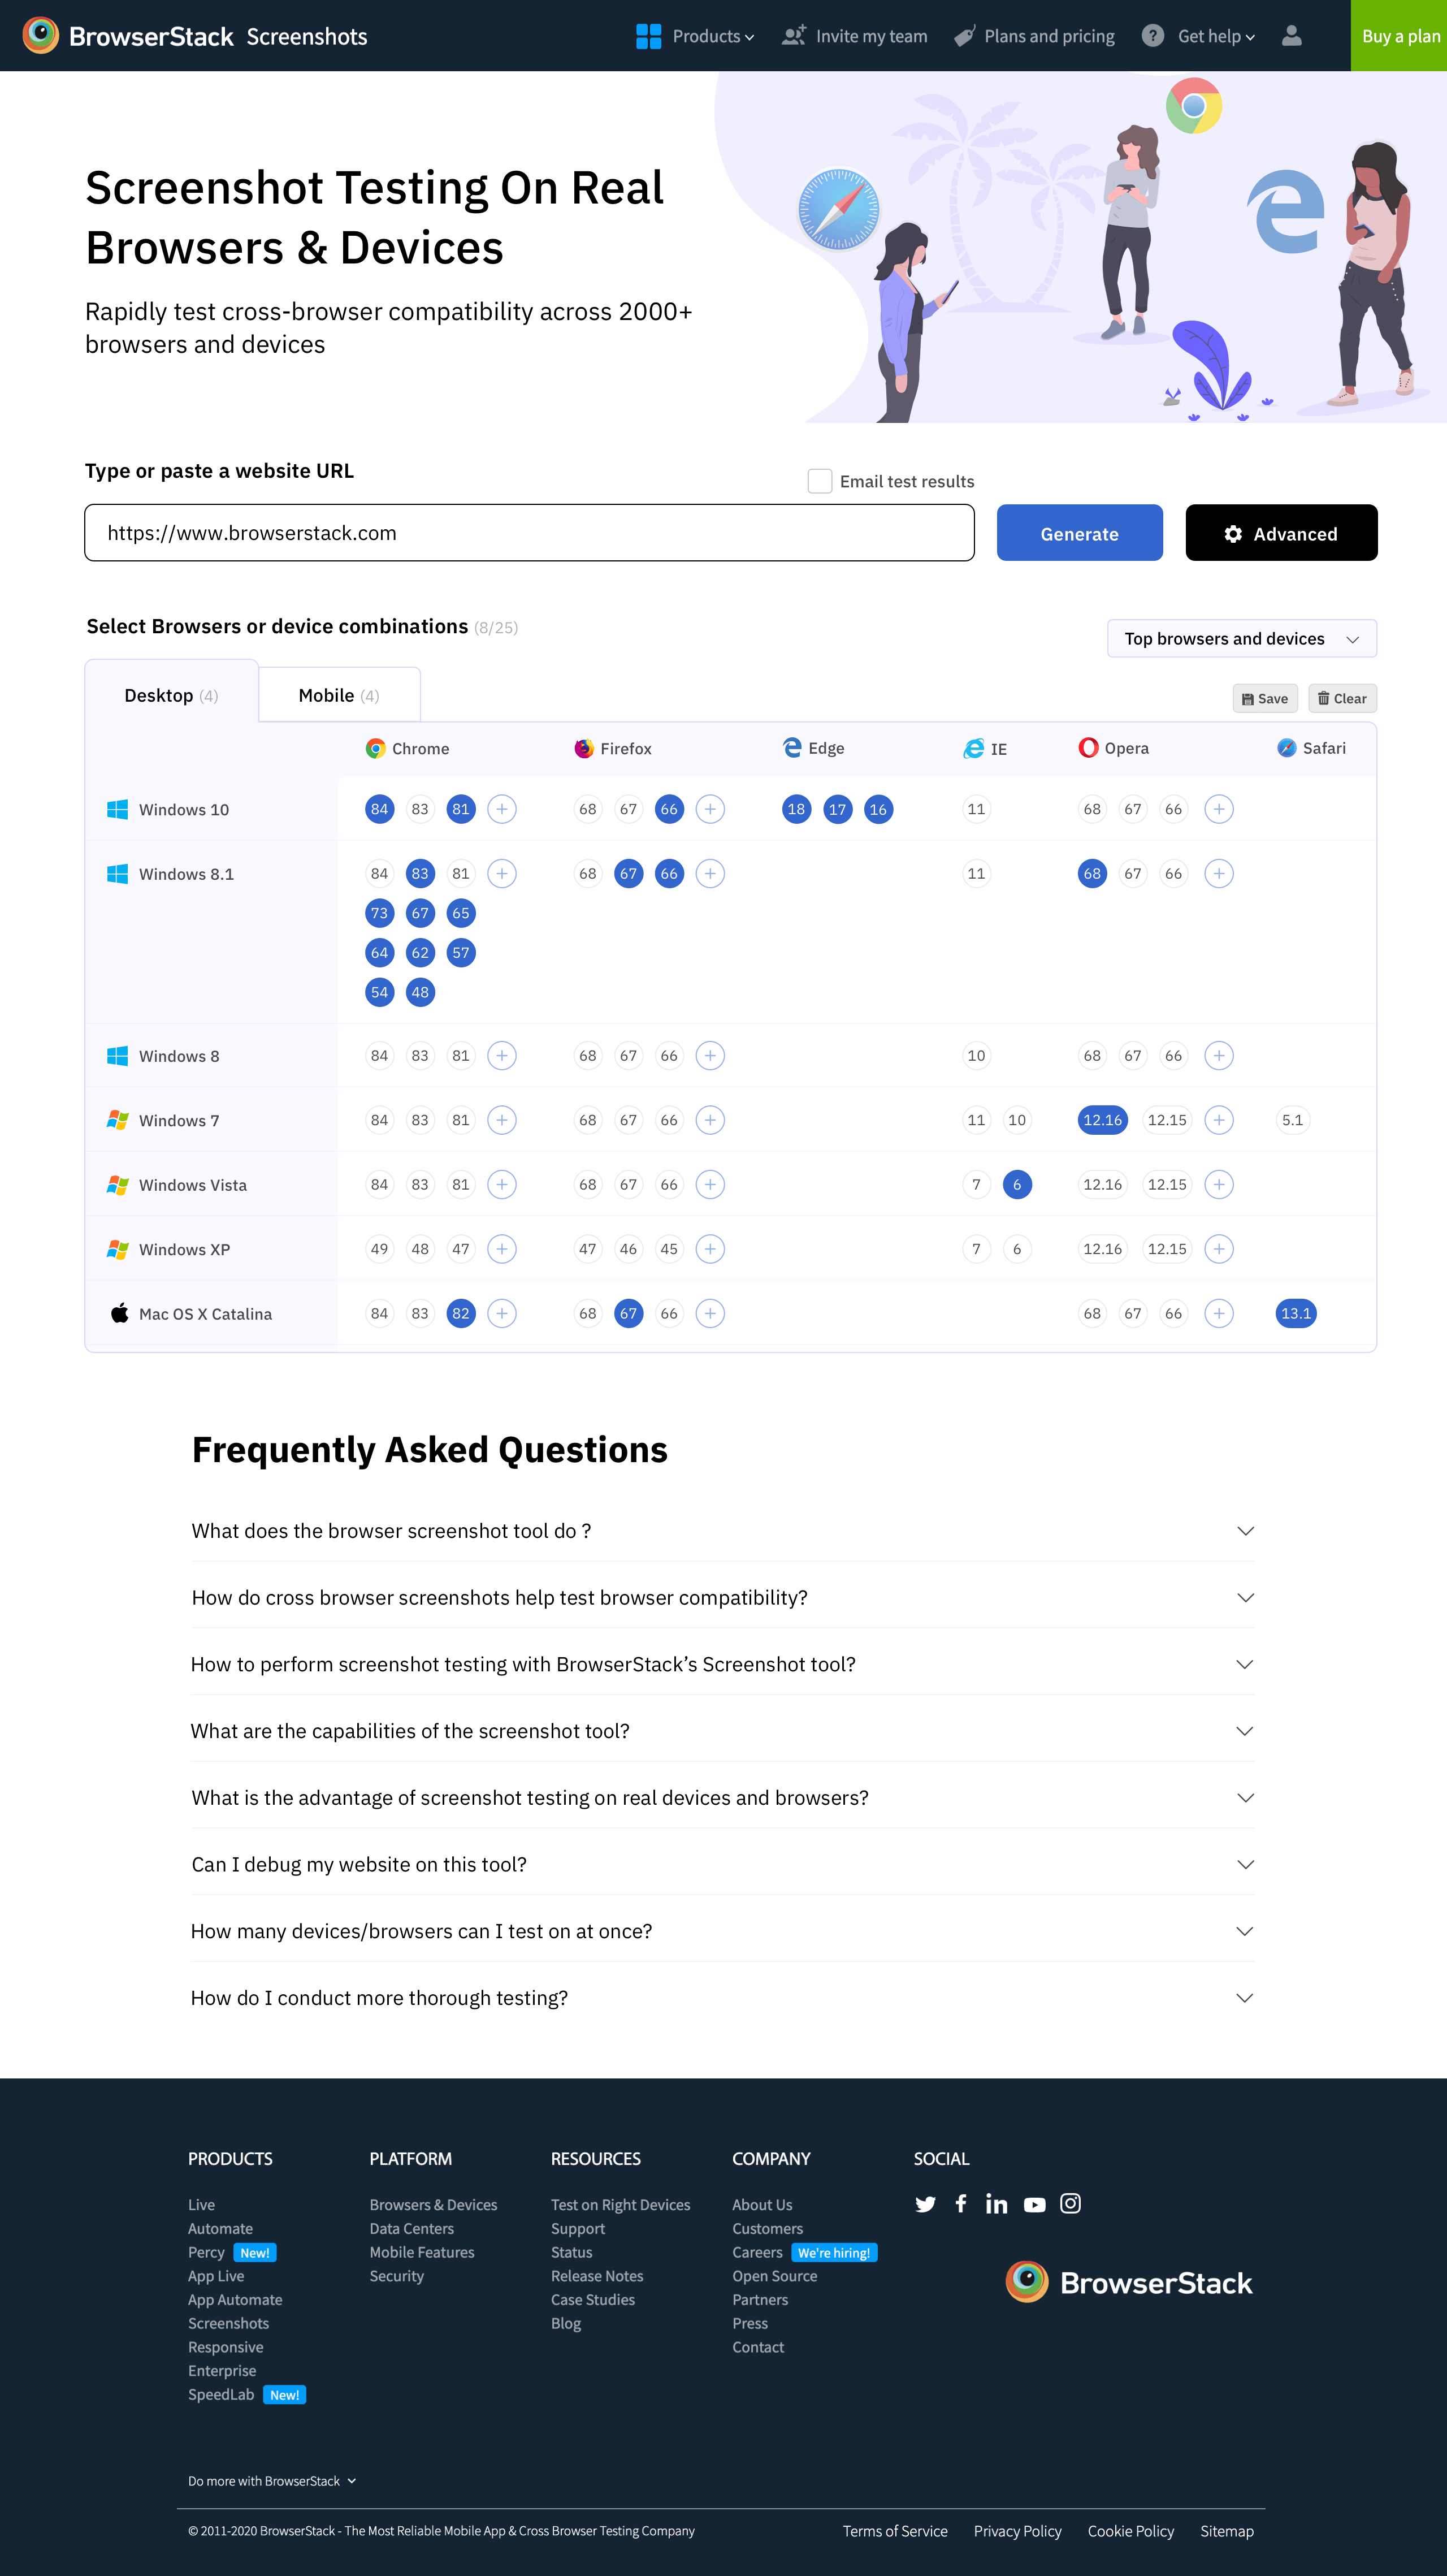 BrowserStack Screenshots
Products
Invite my team
Plans and pricing
? Get help
Buy a plan
Screenshot Testing On Real
Browsers & Devices
Rapidly test cross-browser compatibility across 2000+
browsers and devices
Type or paste a website URL
Email test results
https://www.browserstack.com
Generate
Advanced
Select Browsers or device combinations (8/25)
Top browsers and devices
Desktop (4)
Mobile (4)
Save
Clear
Chrome Firefox Edge IE Opera Safari
Windows 10 84 83 81 + 68 67 66 + 18 17 16 11 68 67 66 +
Windows 8.1 84 83 81 + 68 67 66 + 11 68 67 66 +
73 67 65
64 62 57
54 48
Windows 8 84 83 81 + 68 67 66 + 10 68 67 66 +
Windows 7 84 83 81 + 68 67 66 + 11 10 12.16 12.15 + 5.1
Windows Vista 84 83 81 + 68 67 66 + 7 6 12.16 12.15 +
Windows XP 49 48 47 + 47 46 45 + 7 6 12.16 12.15 +
Mac OS X Catalina 84 83 82 + 68 67 66 + 68 67 66 + 13.1
Frequently Asked Questions
What does the browser screenshot tool do ?
How do cross browser screenshots help test browser compatibility?
How to perform screenshot testing with BrowserStack’s Screenshot tool?
What are the capabilities of the screenshot tool?
What is the advantage of screenshot testing on real devices and browsers?
Can I debug my website on this tool?
How many devices/browsers can I test on at once?
How do I conduct more thorough testing?
PRODUCTS
Live
Automate
Percy New!
App Live
App Automate
Screenshots
Responsive
Enterprise
SpeedLab New!
PLATFORM
Browsers & Devices
Data Centers
Mobile Features
Security
RESOURCES
Test on Right Devices
Support
Status
Release Notes
Case Studies
Blog
COMPANY
About Us
Customers
Careers We're hiring!
Open Source
Partners
Press
Contact
SOCIAL
BrowserStack
Do more with BrowserStack
© 2011-2020 BrowserStack - The Most Reliable Mobile App & Cross Browser Testing Company
Terms of Service
Privacy Policy
Cookie Policy
Sitemap